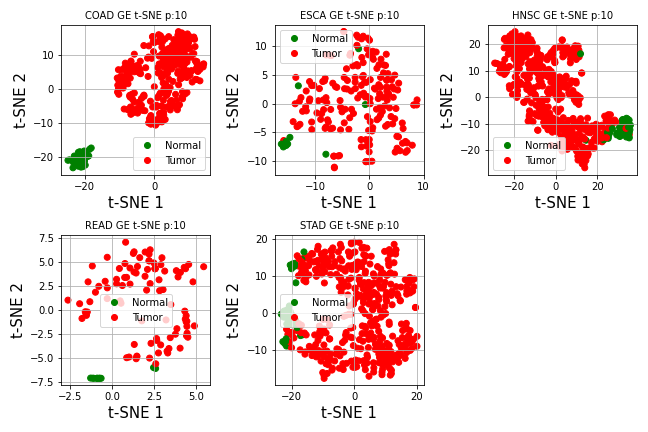 COAD GE t-SNE p:10
10
0
−10
−20
t-SNE 2
Normal
Tumor
−20
0
t-SNE 1
ESCA GE t-SNE p:10
10
5
0
−5
−10
t-SNE 2
Normal
Tumor
−10
0
10
t-SNE 1
HNSC GE t-SNE p:10
20
10
0
−10
−20
t-SNE 2
Normal
Tumor
−20
0
20
t-SNE 1
READ GE t-SNE p:10
7.5
5.0
2.5
0.0
−2.5
−5.0
−7.5
t-SNE 2
Normal
Tumor
−2.5
0.0
2.5
5.0
t-SNE 1
STAD GE t-SNE p:10
20
10
0
−10
t-SNE 2
Normal
Tumor
−20
0
20
t-SNE 1